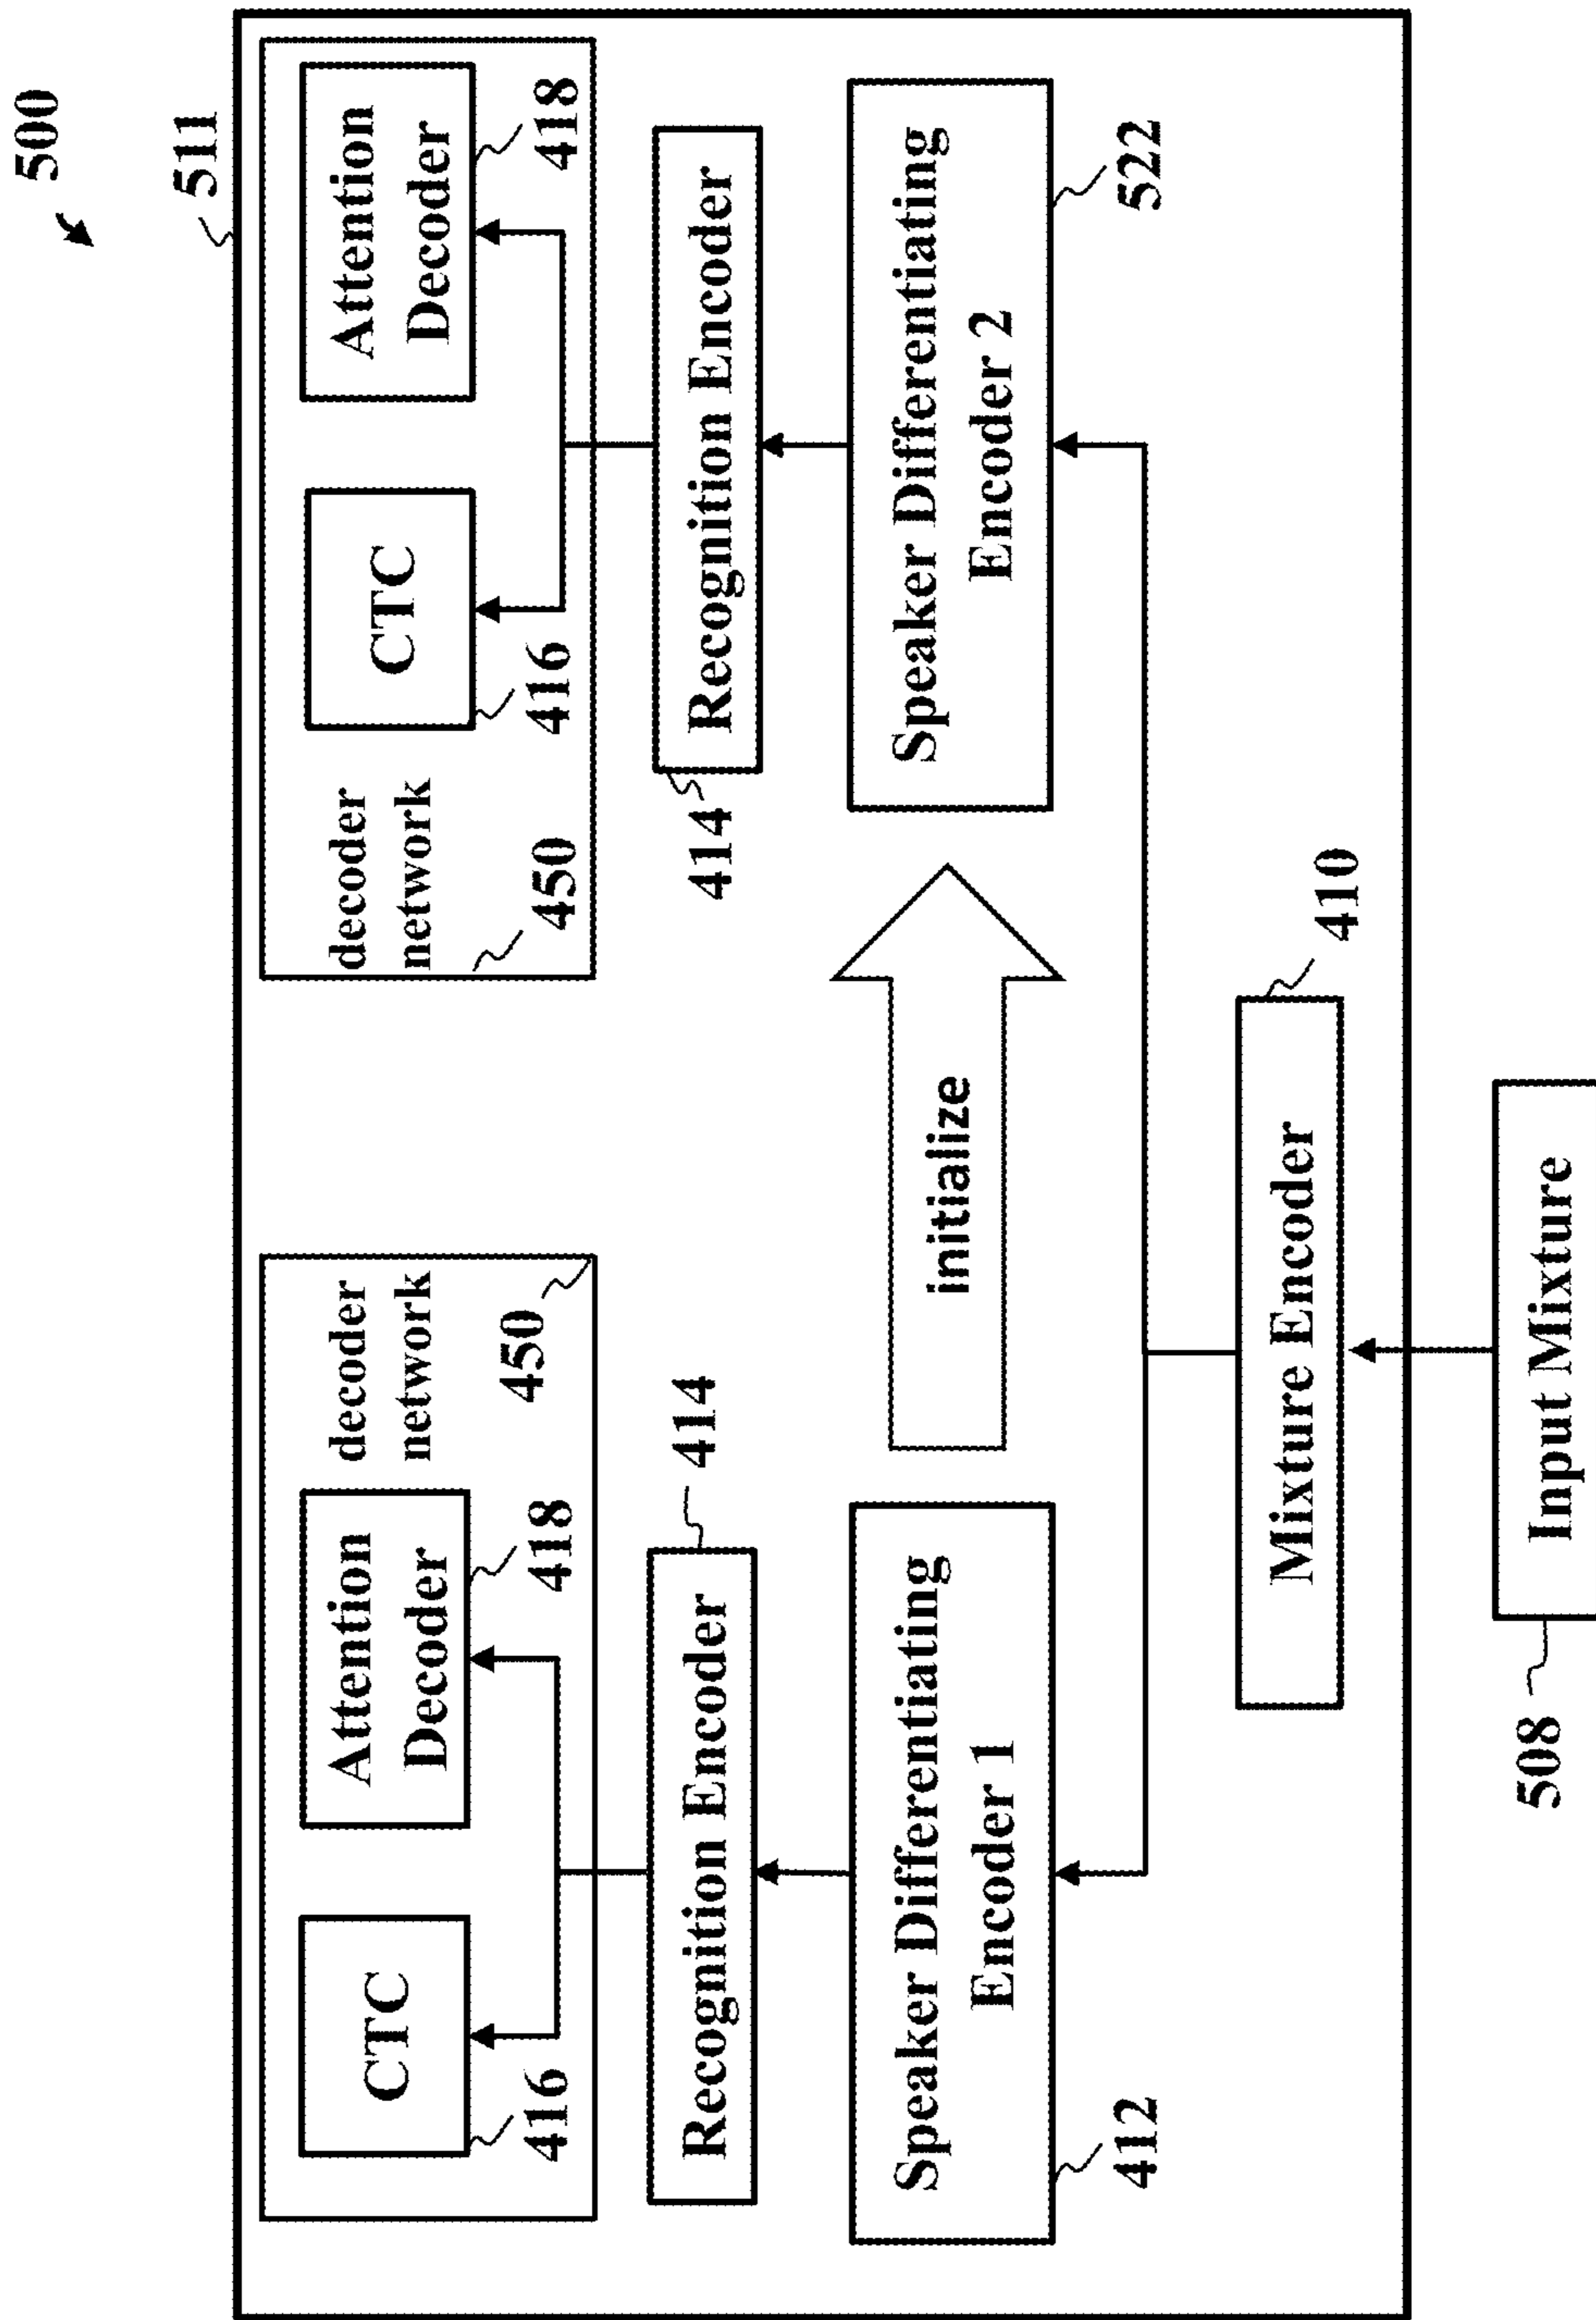 500
511
decoder
network
450
CTC
416
Attention
Decoder
418
decoder
network
450
CTC
416
Attention
Decoder
418
Recognition Encoder
414
Recognition Encoder
414
Speaker Differentiating
Encoder 1
412
initialize
Speaker Differentiating
Encoder 2
522
Mixture Encoder
410
Input Mixture
508